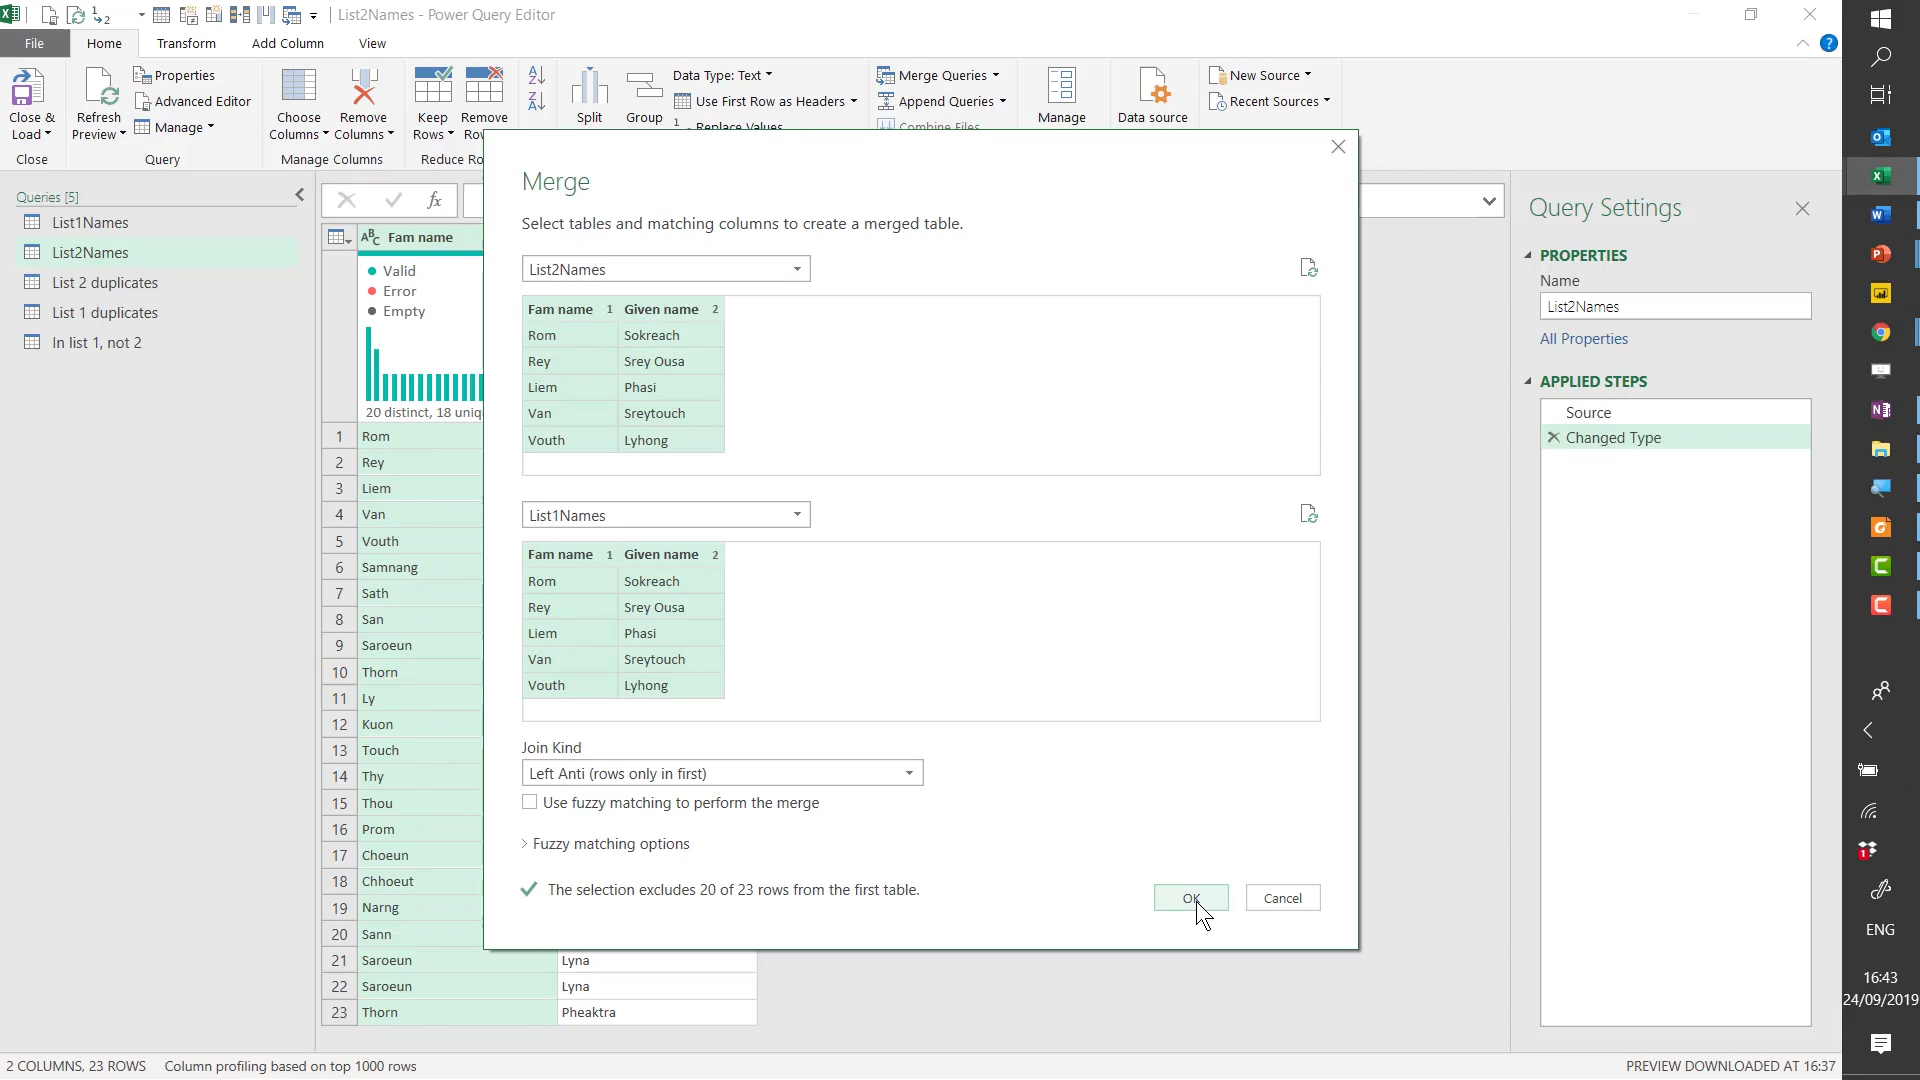 List2Names - Power Query Editor
File
Home
Transform
Add Column
View
Close &
Load
Close
Refresh
Preview
Properties
Advanced Editor
Manage
Query
Choose
Columns
Remove
Columns
Manage Columns
Keep
Rows
Remove
Reduce Ro
Split
Group
Data Type: Text
Use First Row as Headers
Replace Values
Merge Queries
Append Queries
Combine Files
Manage
Data source
New Source
Recent Sources
Queries [5]
List1Names
List2Names
List 2 duplicates
List 1 duplicates
In list 1, not 2
fx
ABC Fam name
Valid
Error
Empty
20 distinct, 18 uniq
1 Rom
2 Rey
3 Liem
4 Van
5 Vouth
6 Samnang
7 Sath
8 San
9 Saroeun
10 Thorn
11 Ly
12 Kuon
13 Touch
14 Thy
15 Thou
16 Prom
17 Choeun
18 Chhoeut
19 Narng
20 Sann
21 Saroeun Lyna
22 Saroeun Lyna
23 Thorn Pheaktra
Merge
Select tables and matching columns to create a merged table.
List2Names
Fam name 1 Given name 2
Rom Sokreach
Rey Srey Ousa
Liem Phasi
Van Sreytouch
Vouth Lyhong
List1Names
Fam name 1 Given name 2
Rom Sokreach
Rey Srey Ousa
Liem Phasi
Van Sreytouch
Vouth Lyhong
Join Kind
Left Anti (rows only in first)
Use fuzzy matching to perform the merge
Fuzzy matching options
The selection excludes 20 of 23 rows from the first table.
OK
Cancel
Query Settings
PROPERTIES
Name
List2Names
All Properties
APPLIED STEPS
Source
Changed Type
2 COLUMNS, 23 ROWS
Column profiling based on top 1000 rows
PREVIEW DOWNLOADED AT 16:37
ENG
16:43
24/09/2019